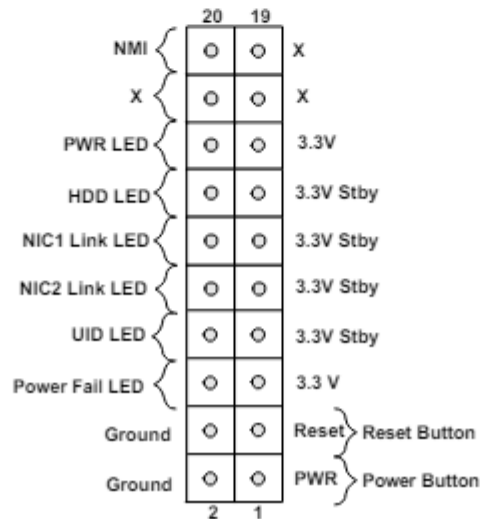 20 19
NMI X
X X
PWR LED 3.3V
HDD LED 3.3V Stby
NIC1 Link LED 3.3V Stby
NIC2 Link LED 3.3V Stby
UID LED 3.3V Stby
Power Fail LED 3.3 V
Ground Reset Reset Button
Ground PWR Power Button
2 1